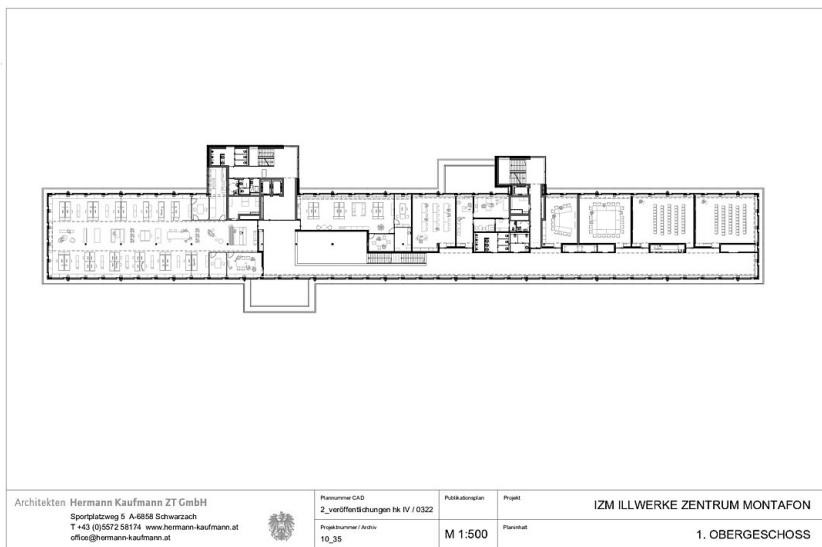 Architekten Hermann Kaufmann ZT GmbH
Sportplatzweg 5 A-6858 Schwarzach
T +43 (0)5572 58174 www.hermann-kaufmann.at
office@hermann-kaufmann.at
Plannummer CAD
2_veröffentlichungen hk IV / 0322
Projektnummer / Archiv
10_35
Publikationsplan
M 1:500
Projekt
IZM ILLWERKE ZENTRUM MONTAFON
Planinhalt
1. OBERGESCHOSS